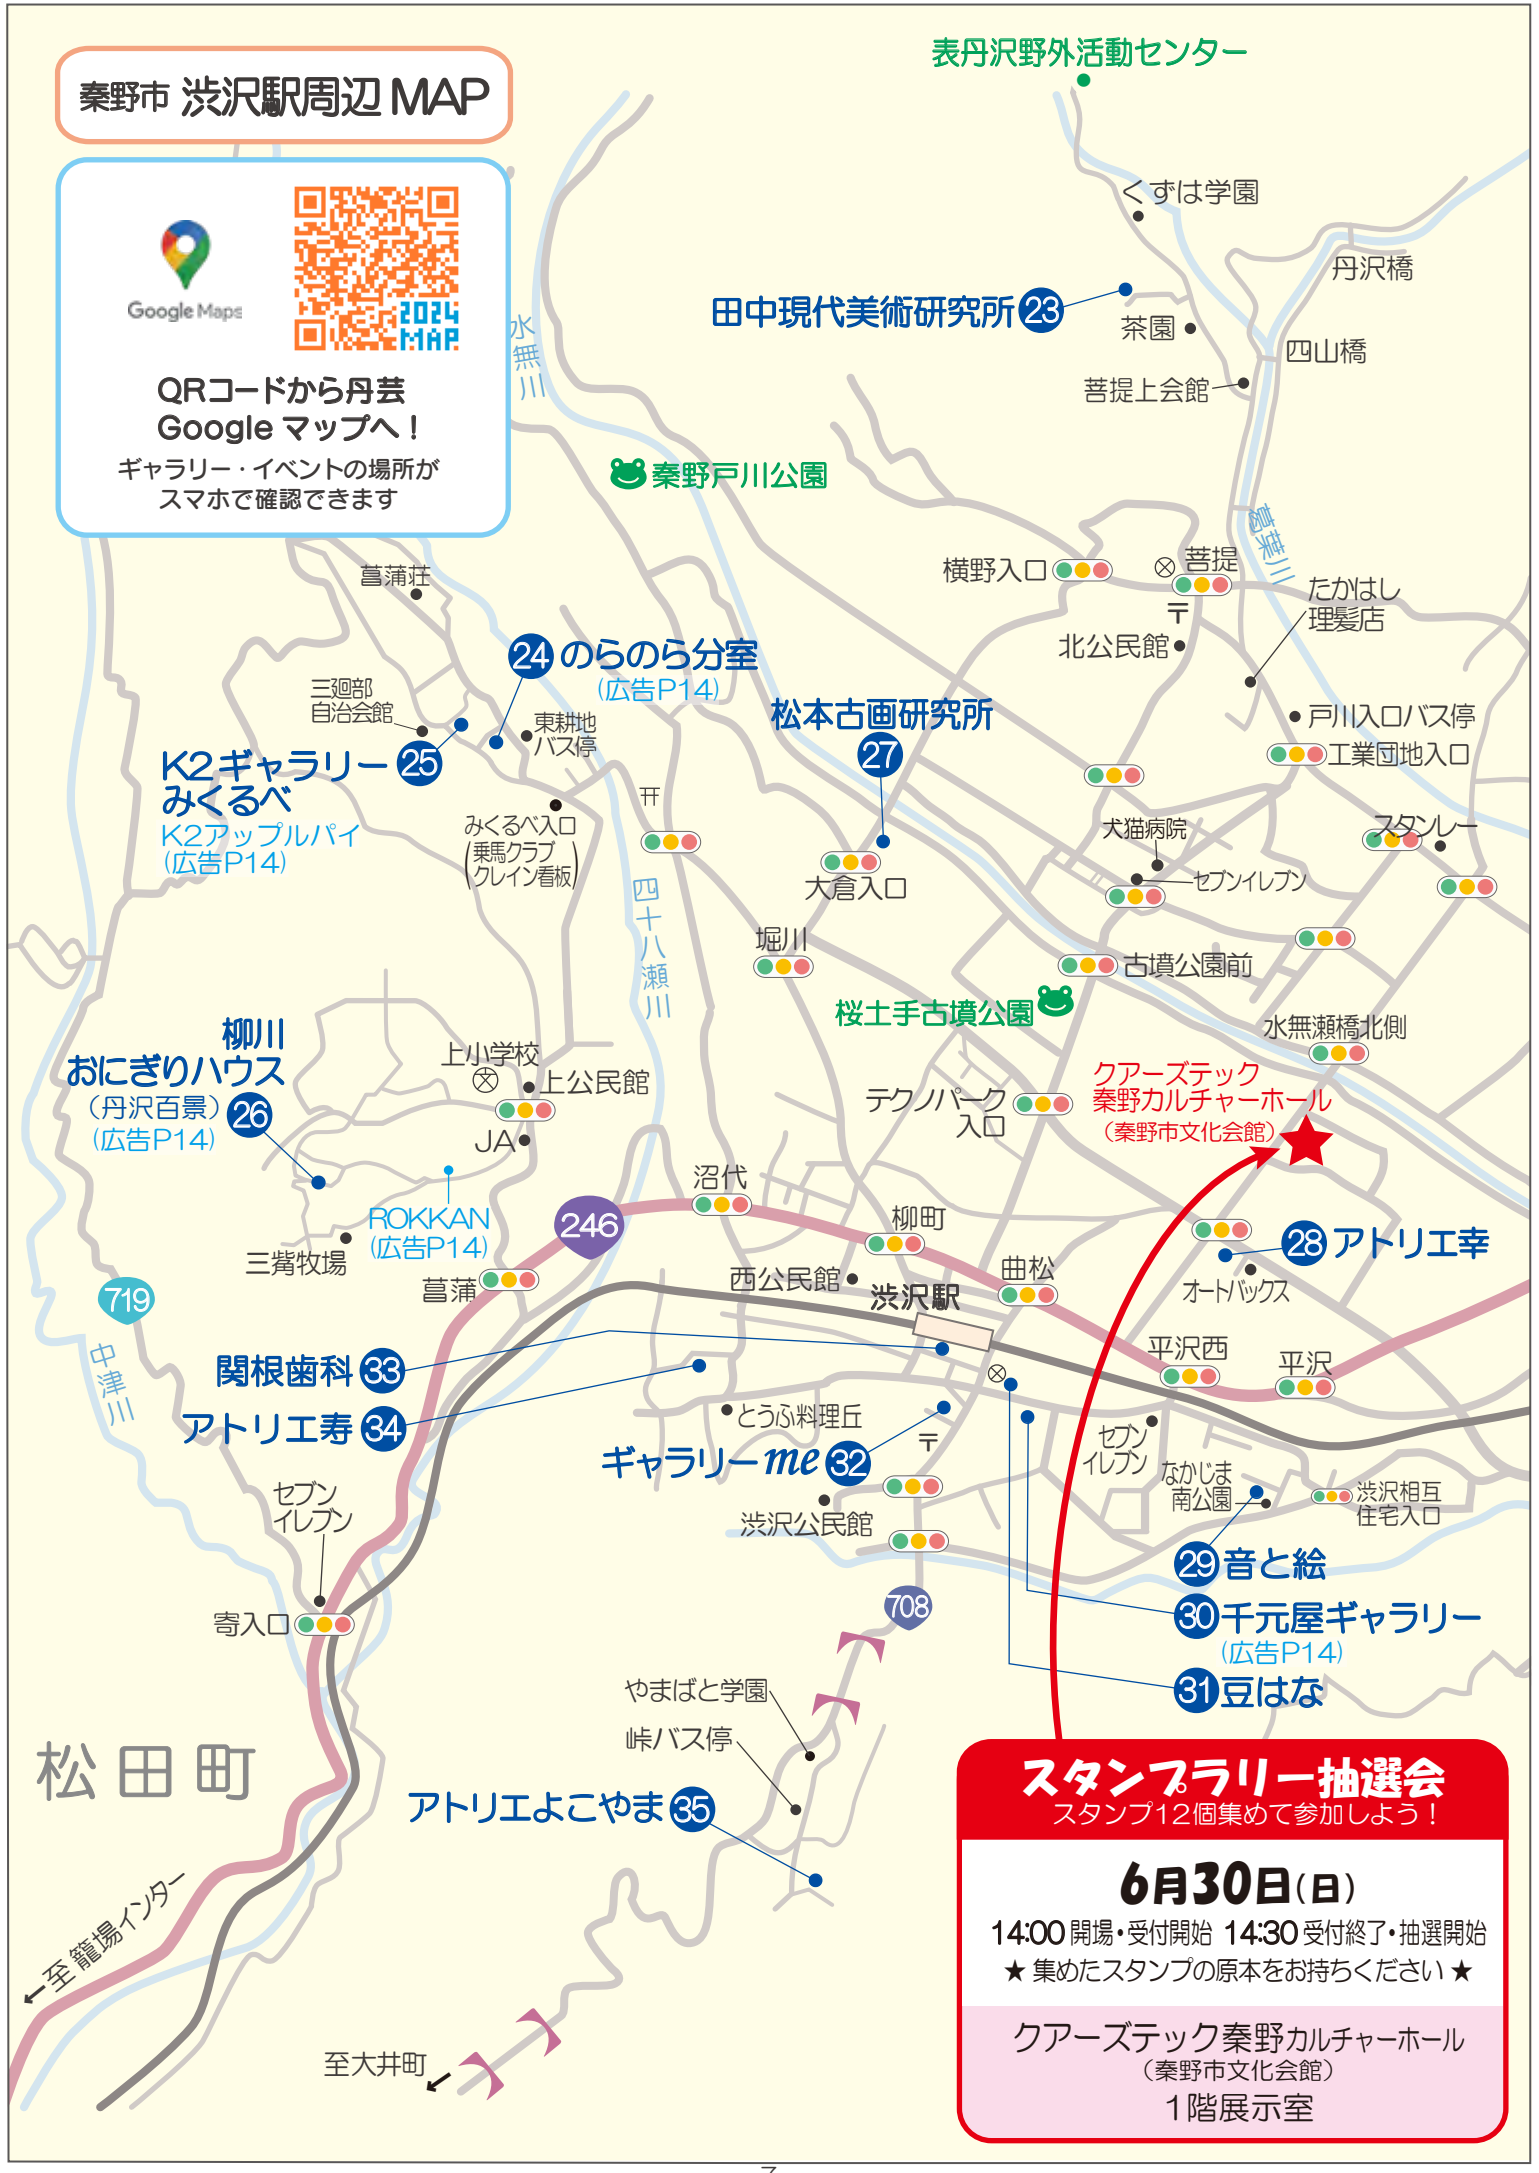 秦野市 渋沢駅周辺 MAP
Google Maps
2024
MAP
QRコードから丹芸
Google マップへ！
ギャラリー・イベントの場所が
スマホで確認できます
表丹沢野外活動センター
くずは学園
丹沢橋
田中現代美術研究所 23
茶園
四山橋
菩提上会館
水無川
秦野戸川公園
葛葉川
横野入口
菩提
〒
北公民館
たかはし
理髪店
菖蒲荘
24 のらのら分室
(広告P14)
三廻部
自治会館
東耕地
バス停
松本古画研究所
27
戸川入口バス停
工業団地入口
K2ギャラリー 25
みくるべ
K2アップルパイ
(広告P14)
みくるべ入口
(乗馬クラブ
クレイン看板)
犬猫病院
スタンレー
セブンイレブン
大倉入口
四十八瀬川
堀川
古墳公園前
桜土手古墳公園
水無瀬橋北側
柳川
おにぎりハウス
(丹沢百景) 26
(広告P14)
上小学校
上公民館
JA
テクノパーク
入口
クアーズテック
秦野カルチャーホール
(秦野市文化会館)
沼代
ROKKAN
(広告P14)
三觜牧場
246
柳町
28 アトリエ幸
オートバックス
719
菖蒲
西公民館
渋沢駅
曲松
中津川
関根歯科 33
平沢西
平沢
アトリエ寿 34
とうふ料理丘
〒
ギャラリーme 32
セブン
イレブン
なかじま
南公園
渋沢相互
住宅入口
セブン
イレブン
渋沢公民館
29 音と絵
寄入口
708
30 千元屋ギャラリー
(広告P14)
31 豆はな
やまばと学園
峠バス停
松田町
アトリエよこやま 35
至 籠場インター
至大井町
スタンプラリー抽選会
スタンプ12個集めて参加しよう！
6月30日(日)
14:00 開場・受付開始 14:30 受付終了・抽選開始
★ 集めたスタンプの原本をお持ちください ★
クアーズテック秦野カルチャーホール
(秦野市文化会館)
1階展示室